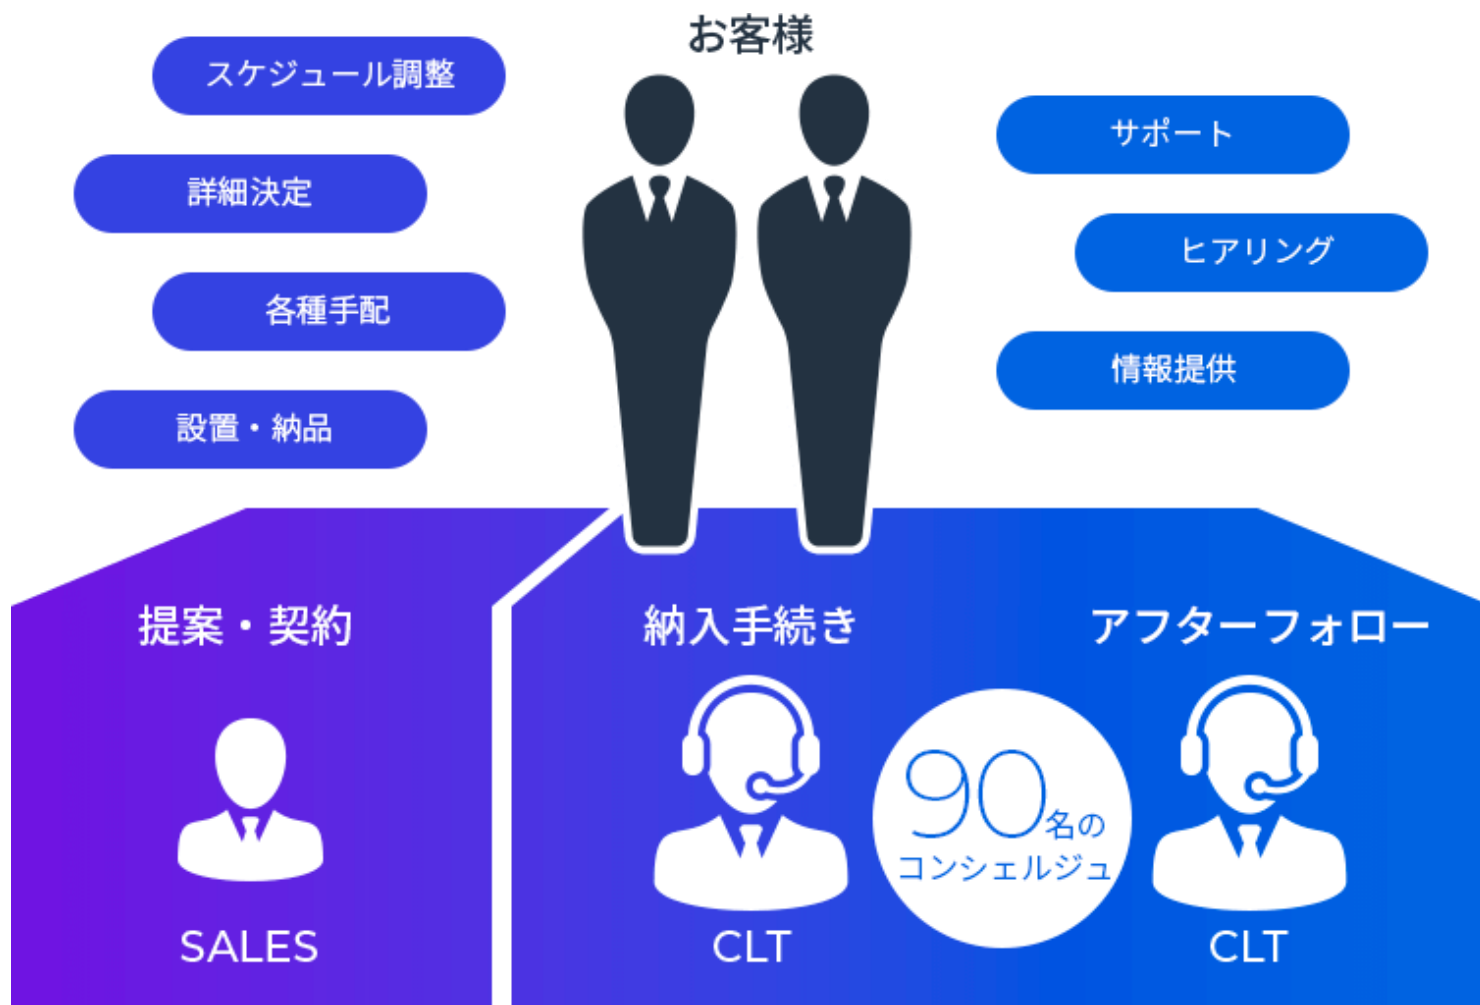 お客様
スケジュール調整
詳細決定
各種手配
設置・納品
サポート
ヒアリング
情報提供
提案・契約
SALES
納入手続き
CLT
90名の
コンシェルジュ
アフターフォロー
CLT